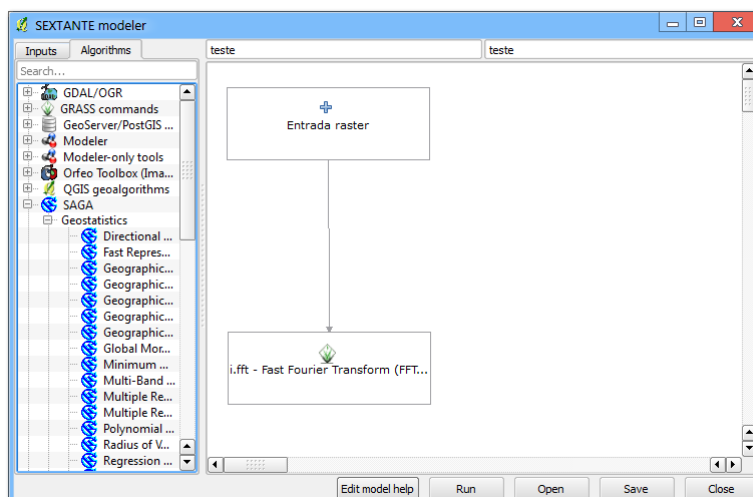 SEXTANTE modeler
Inputs
Algorithms
teste
teste
Search...
GDAL/OGR
GRASS commands
GeoServer/PostGIS ...
Modeler
Modeler-only tools
Orfeo Toolbox (Ima...
QGIS geoalgorithms
SAGA
Geostatistics
Directional ...
Fast Repres...
Geographic...
Geographic...
Geographic...
Geographic...
Geographic...
Global Mor...
Minimum ...
Multi-Band ...
Multiple Re...
Multiple Re...
Polynomial ...
Radius of V...
Regression ...
Entrada raster
i.fft - Fast Fourier Transform (FFT...
Edit model help
Run
Open
Save
Close